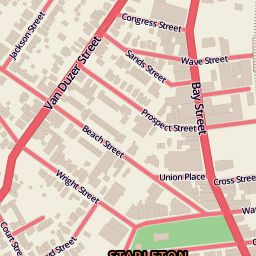 Congress Street
Jackson Street
Van Duzer Street
Wave Street
Sands Street
Bay Street
Prospect Street
Beach Street
Union Place
Wright Street
Cross Street
Court
Street
STAPLETON